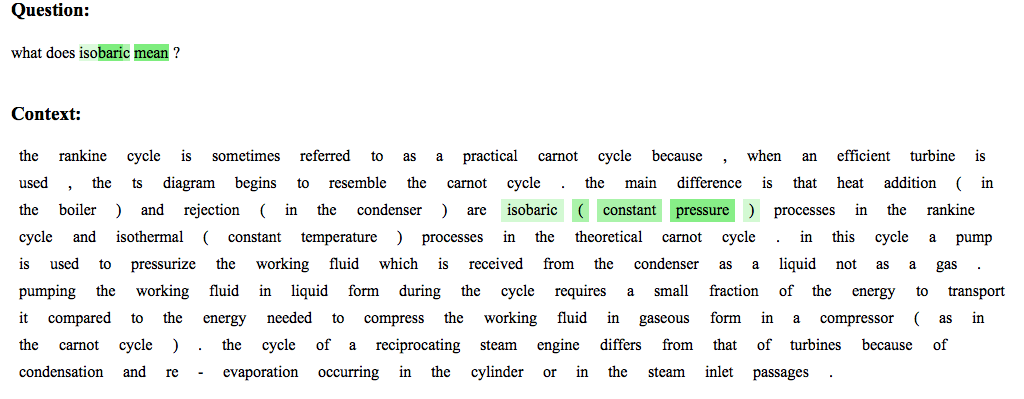 Question:
what does isobaric mean ?
Context:
the rankine cycle is sometimes referred to as a practical carnot cycle because , when an efficient turbine is
used , the ts diagram begins to resemble the carnot cycle . the main difference is that heat addition ( in
the boiler ) and rejection ( in the condenser ) are isobaric ( constant pressure ) processes in the rankine
cycle and isothermal ( constant temperature ) processes in the theoretical carnot cycle . in this cycle a pump
is used to pressurize the working fluid which is received from the condenser as a liquid not as a gas .
pumping the working fluid in liquid form during the cycle requires a small fraction of the energy to transport
it compared to the energy needed to compress the working fluid in gaseous form in a compressor ( as in
the carnot cycle ) . the cycle of a reciprocating steam engine differs from that of turbines because of
condensation and re - evaporation occurring in the cylinder or in the steam inlet passages .